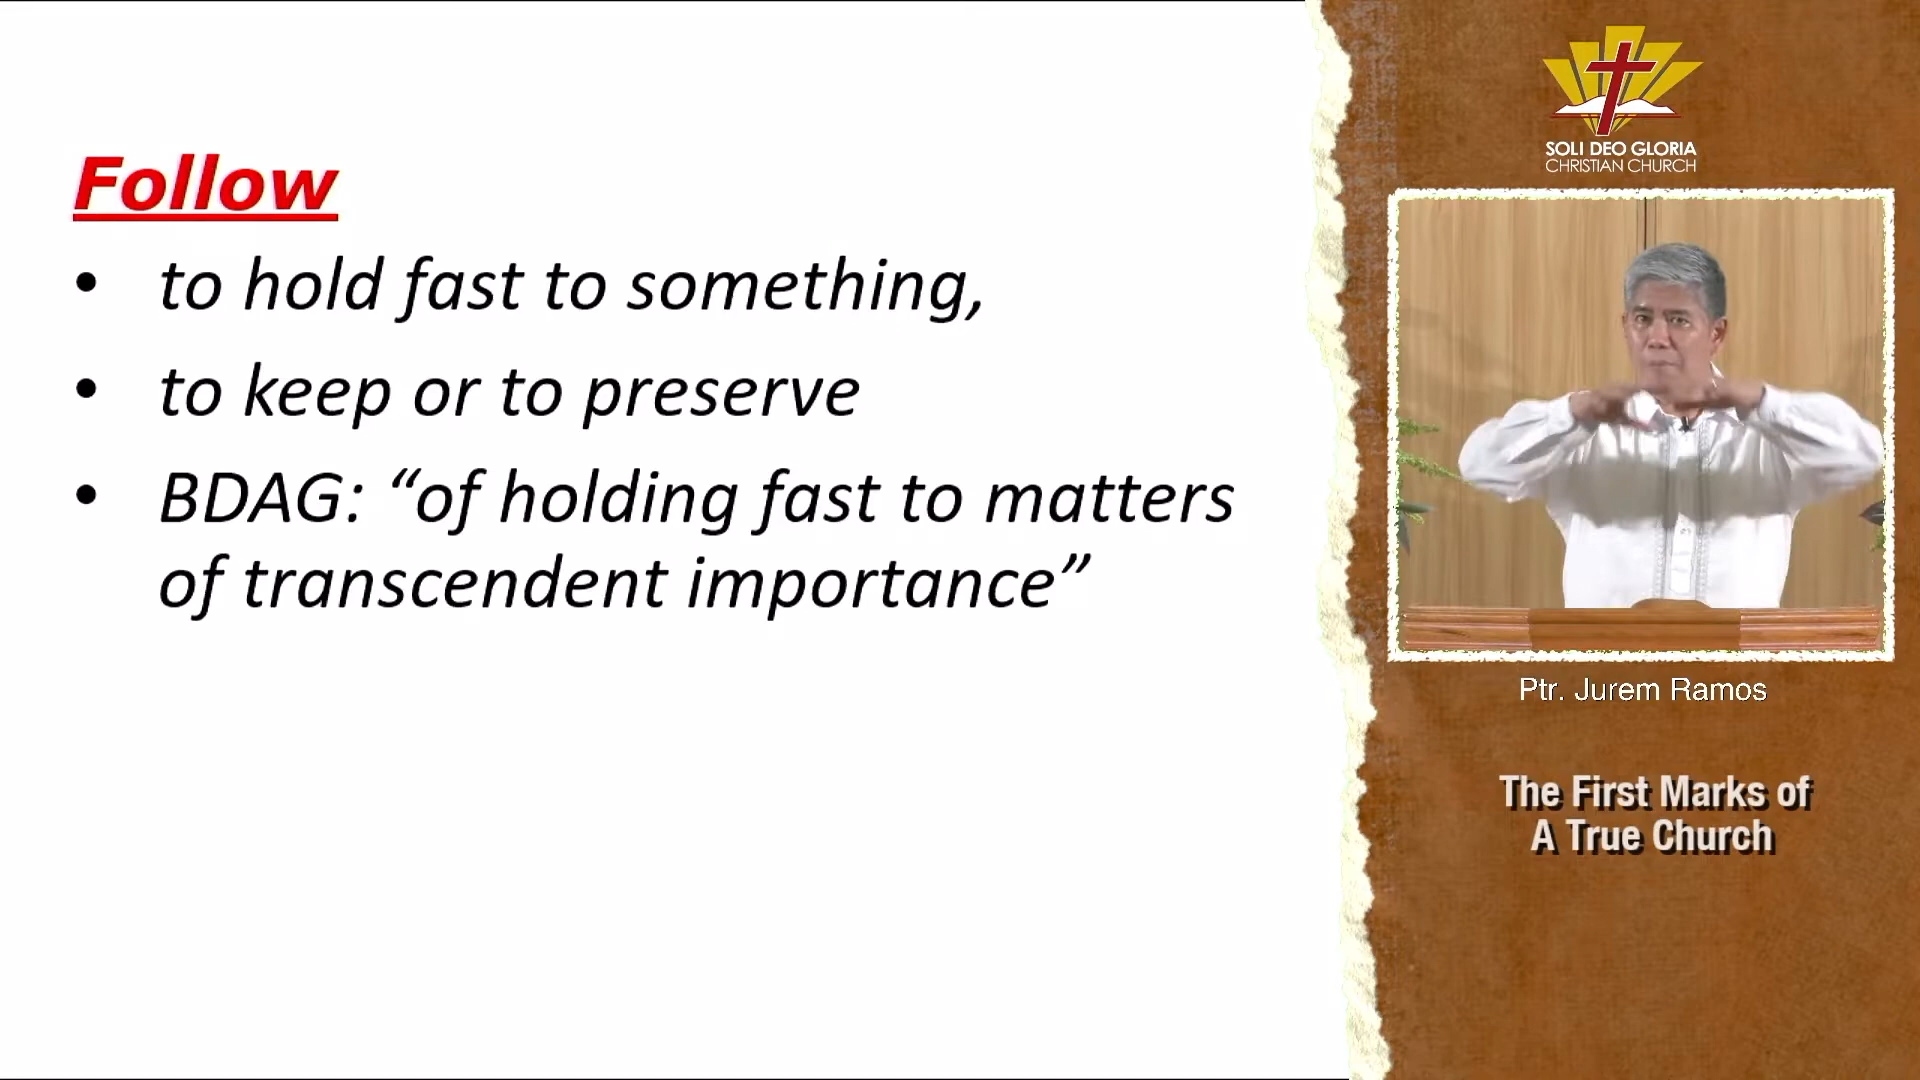 Follow
• to hold fast to something,
• to keep or to preserve
• BDAG: “of holding fast to matters
of transcendent importance”
SOLI DEO GLORIA
CHRISTIAN CHURCH
Ptr. Jurem Ramos
The First Marks of
A True Church